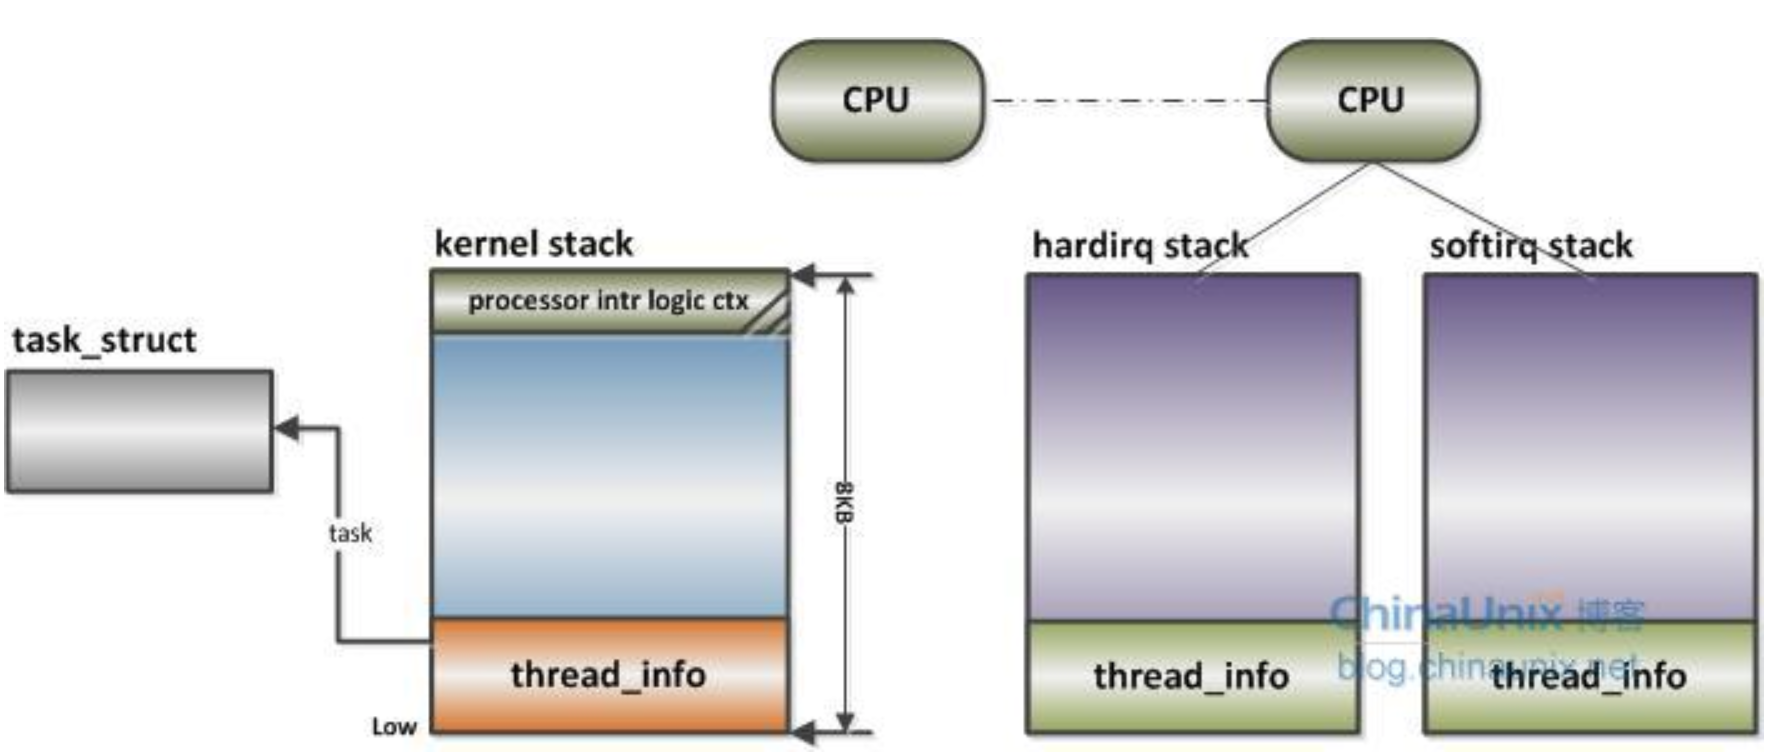 CPU
CPU
kernel stack
hardirq stack
softirq stack
processor intr logic ctx
task_struct
8KB
task
ChinaUnix 博客
blog.chinaunix.net
thread_info
thread_info
thread_info
Low